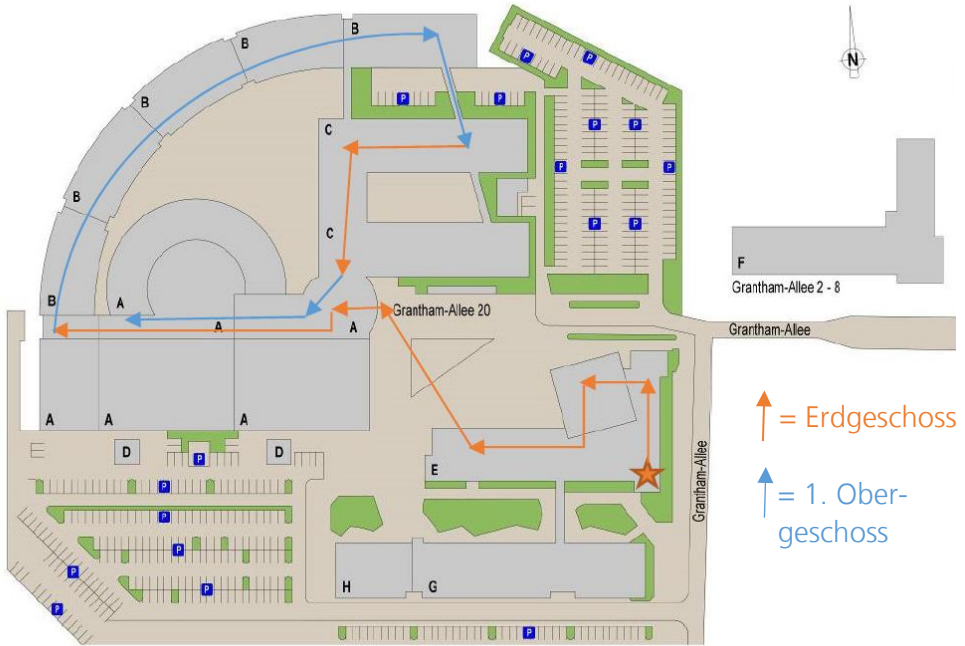 B
B
N
B
P
P
P
P
B
P
P
C
P
P
B
C
P
P
F
B
A
Grantham-Allee 2 - 8
Grantham-Allee 20
A
A
Grantham-Allee
A
A
A
= Erdgeschoss
D
D
P
E
P
Grantham-Allee
= 1. Ober-
geschoss
P
P
P
P
H
G
P
P